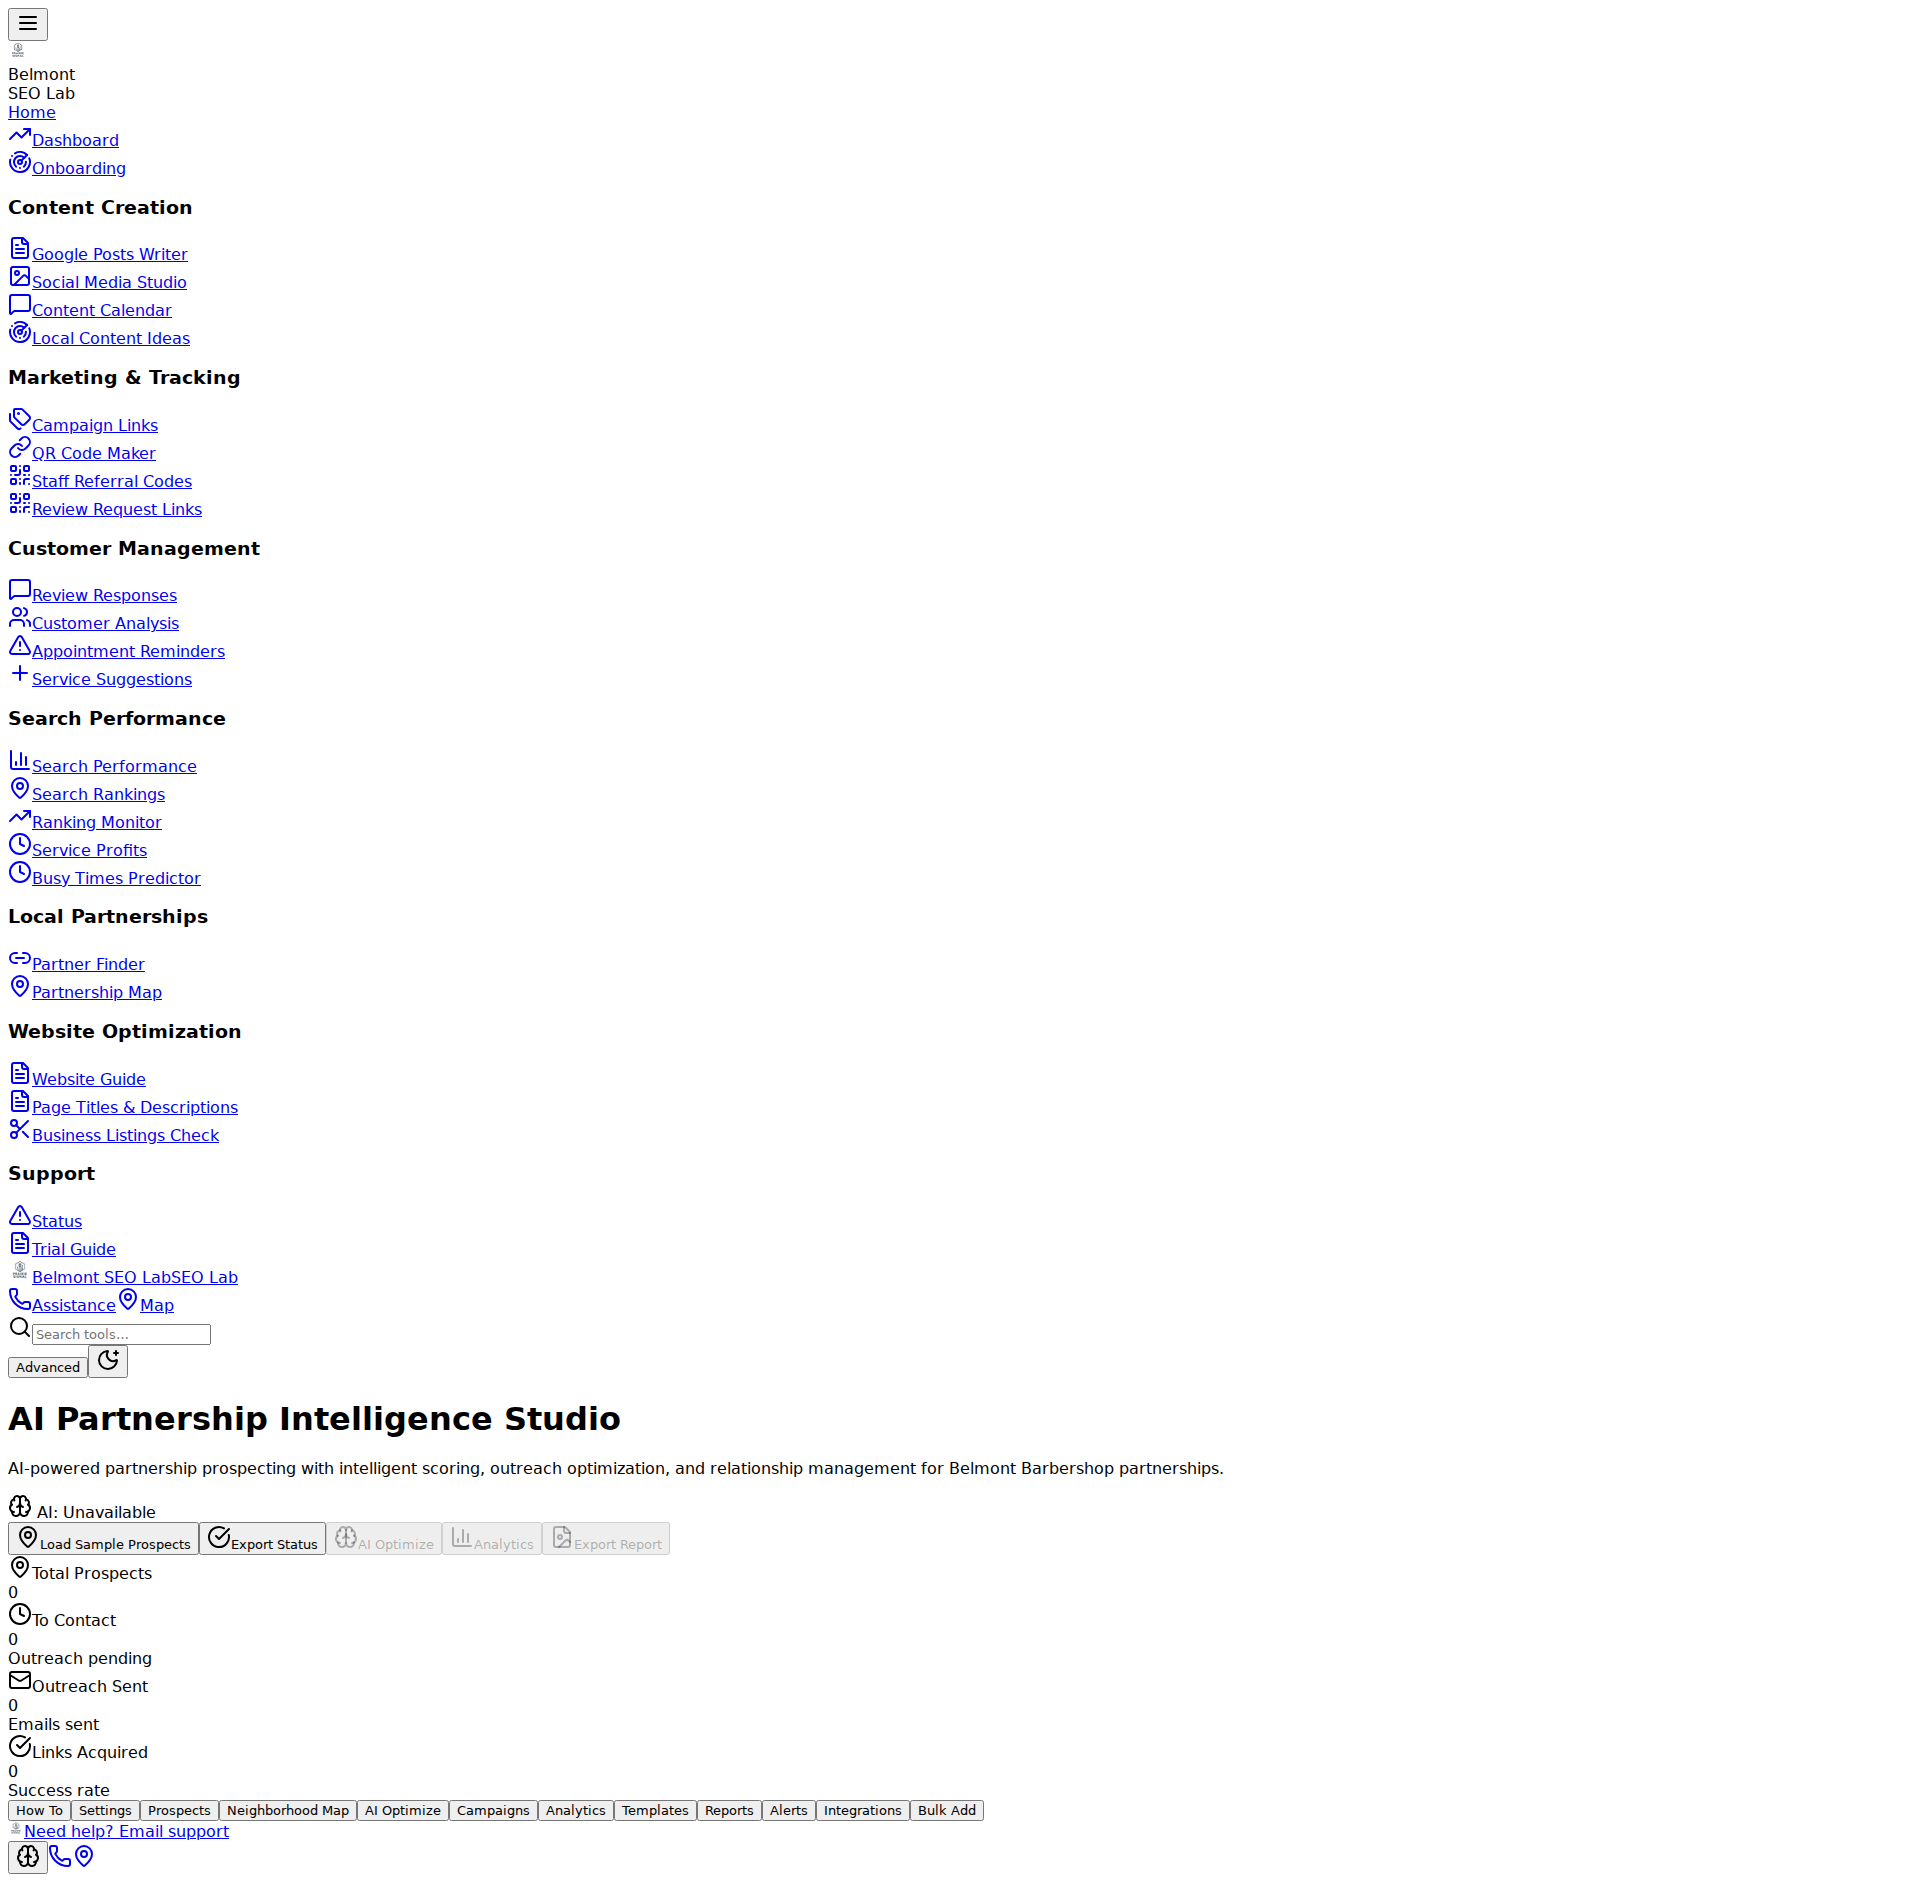 Belmont
SEO Lab
Home
Dashboard
Onboarding
Content Creation
Google Posts Writer
Social Media Studio
Content Calendar
Local Content Ideas
Marketing & Tracking
Campaign Links
QR Code Maker
Staff Referral Codes
Review Request Links
Customer Management
Review Responses
Customer Analysis
Appointment Reminders
Service Suggestions
Search Performance
Search Performance
Search Rankings
Ranking Monitor
Service Profits
Busy Times Predictor
Local Partnerships
Partner Finder
Partnership Map
Website Optimization
Website Guide
Page Titles & Descriptions
Business Listings Check
Support
Status
Trial Guide
Belmont SEO LabSEO Lab
Assistance Map
Search tools...
Advanced
AI Partnership Intelligence Studio
AI-powered partnership prospecting with intelligent scoring, outreach optimization, and relationship management for Belmont Barbershop partnerships.
AI: Unavailable
Load Sample Prospects Export Status AI Optimize Analytics Export Report
Total Prospects
0
To Contact
0
Outreach pending
Outreach Sent
0
Emails sent
Links Acquired
0
Success rate
How To Settings Prospects Neighborhood Map AI Optimize Campaigns Analytics Templates Reports Alerts Integrations Bulk Add
Need help? Email support